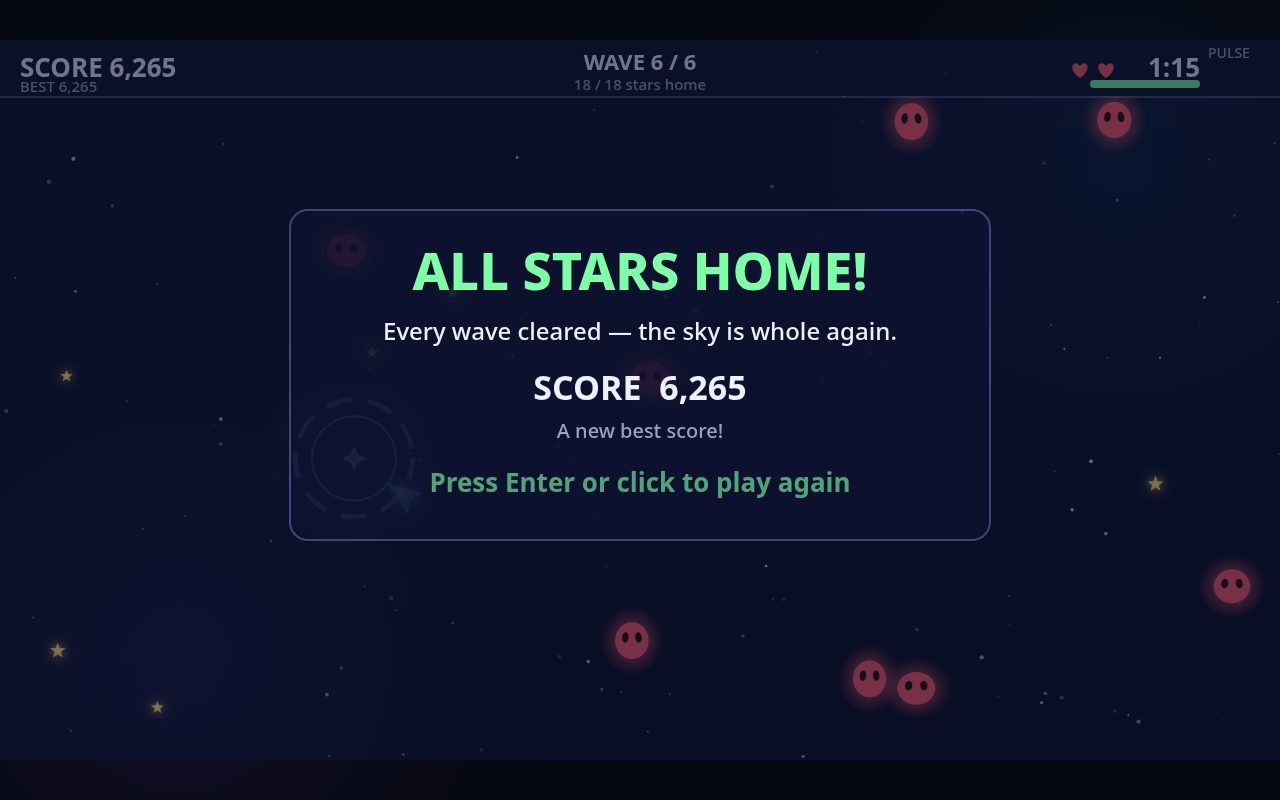 SCORE 6,265
BEST 6,265
WAVE 6 / 6
18 / 18 stars home
1:15
PULSE
ALL STARS HOME!
Every wave cleared — the sky is whole again.
SCORE 6,265
A new best score!
Press Enter or click to play again